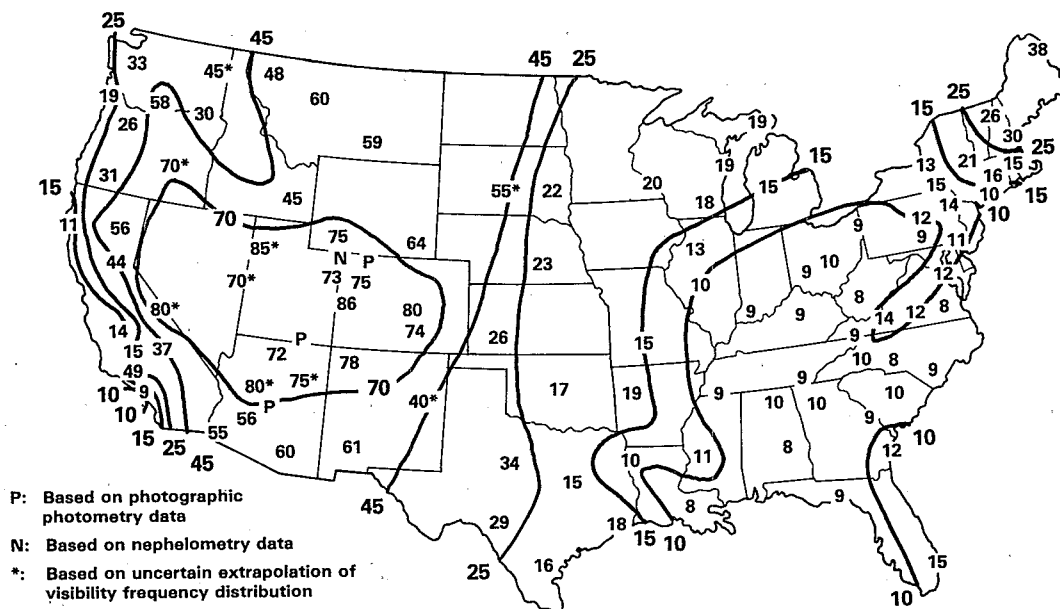 25 45 45 25 38
33 45* 48 60 19 25 26
19 58 30 59 19 15 30
26 15 13 21 25
70* 55* 22 20 18 15 16 15
31 45 15 10 15
15 70 14 10
11 56 85* 75 64 12 9 11
N P 23 13 9 10
44 70* 73 75 10 9 12
86 80 8 8
80* 74 26 9 9 14 12
14 P 15 9
15 37 72 78 10 8
49 80* 75* 70 40* 17 19 9 9 9
10 9 56 P 10 10 10
10 55 9 10
15 25 60 61 34 10 11 8 12
45 15
45 29 8 9
18 15 10
25 16 15
10
P: Based on photographic
photometry data
N: Based on nephelometry data
*: Based on uncertain extrapolation of
visibility frequency distribution